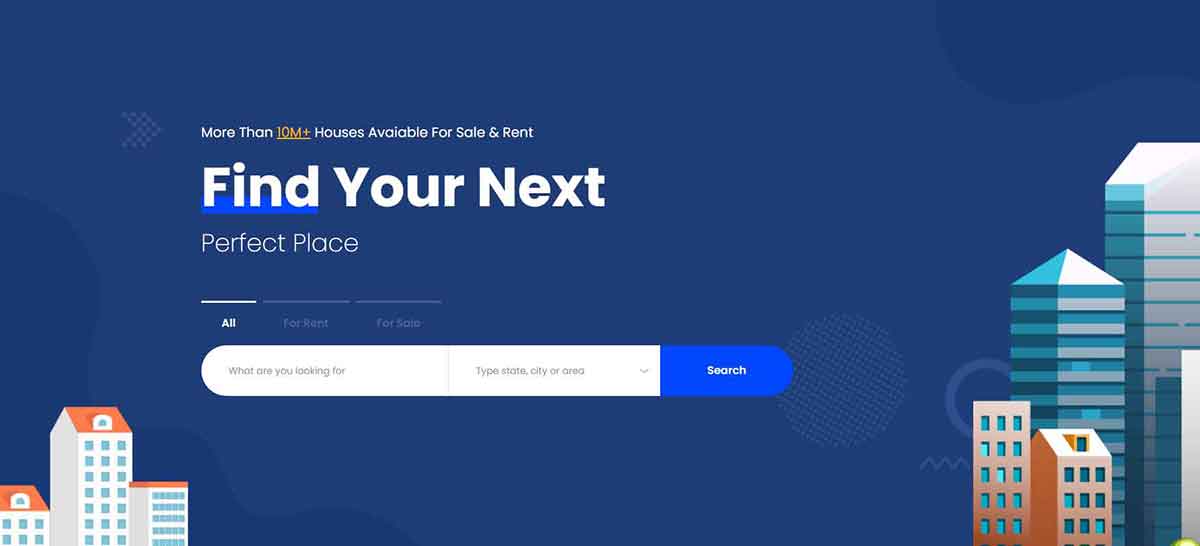 More Than 10M+ Houses Avaiable For Sale & Rent
Find Your Next
Perfect Place
All For Rent For Sale
What are you looking for Type state, city or area Search